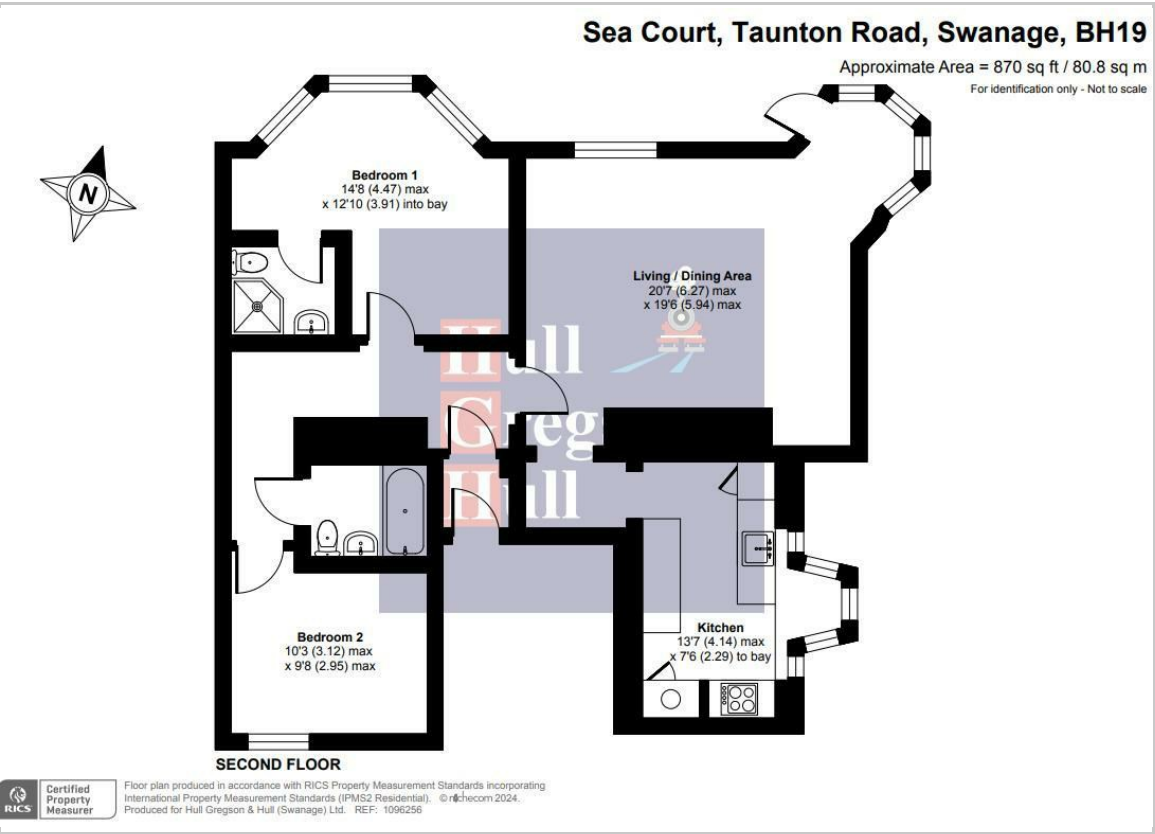 Sea Court, Taunton Road, Swanage, BH19
Approximate Area = 870 sq ft / 80.8 sq m
For identification only - Not to scale
N
Bedroom 1
14'8 (4.47) max
x 12'10 (3.91) into bay
Living / Dining Area
20'7 (6.27) max
x 19'6 (5.94) max
Hull
Greg
Hull
Kitchen
13'7 (4.14) max
x 7'6 (2.29) to bay
Bedroom 2
10'3 (3.12) max
x 9'8 (2.95) max
SECOND FLOOR
RICS
Certified
Property
Measurer
Floor plan produced in accordance with RICS Property Measurement Standards incorporating
International Property Measurement Standards (IPMS2 Residential). © nichecom 2024.
Produced for Hull Gregson & Hull (Swanage) Ltd. REF: 1096256